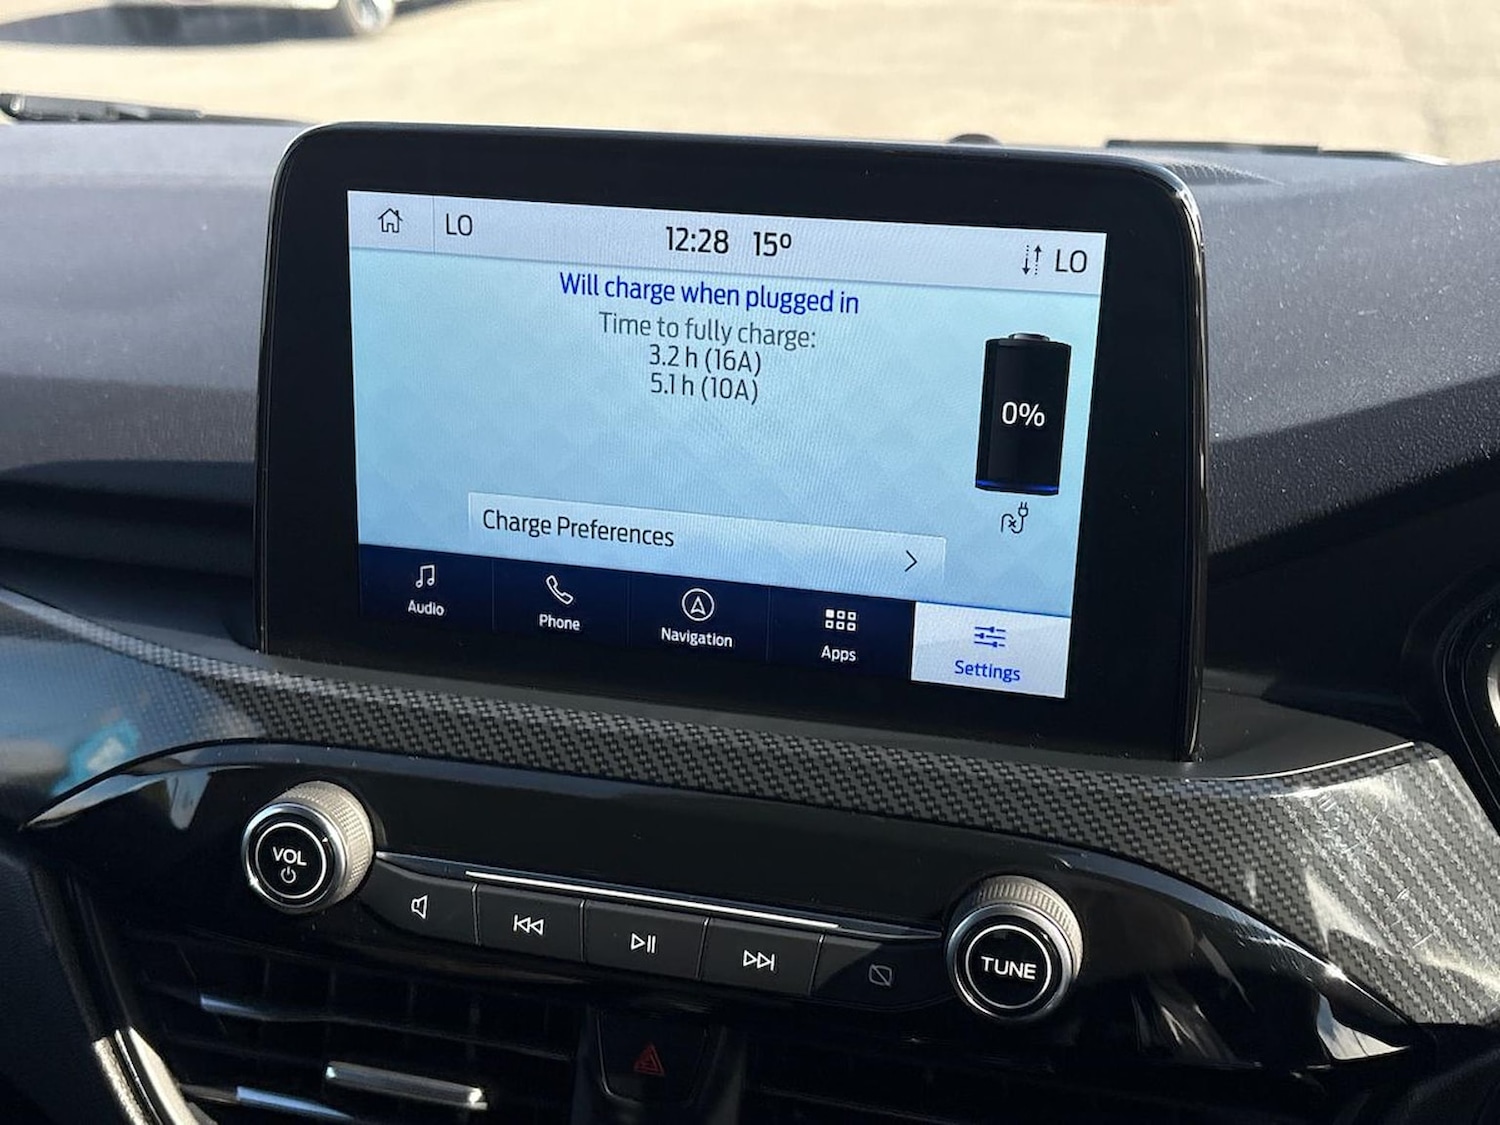 LO
12:28 15º
LO
Will charge when plugged in
Time to fully charge:
3.2 h (16A)
5.1 h (10A)
0%
Charge Preferences
Audio
Phone
Navigation
Apps
Settings
VOL
TUNE